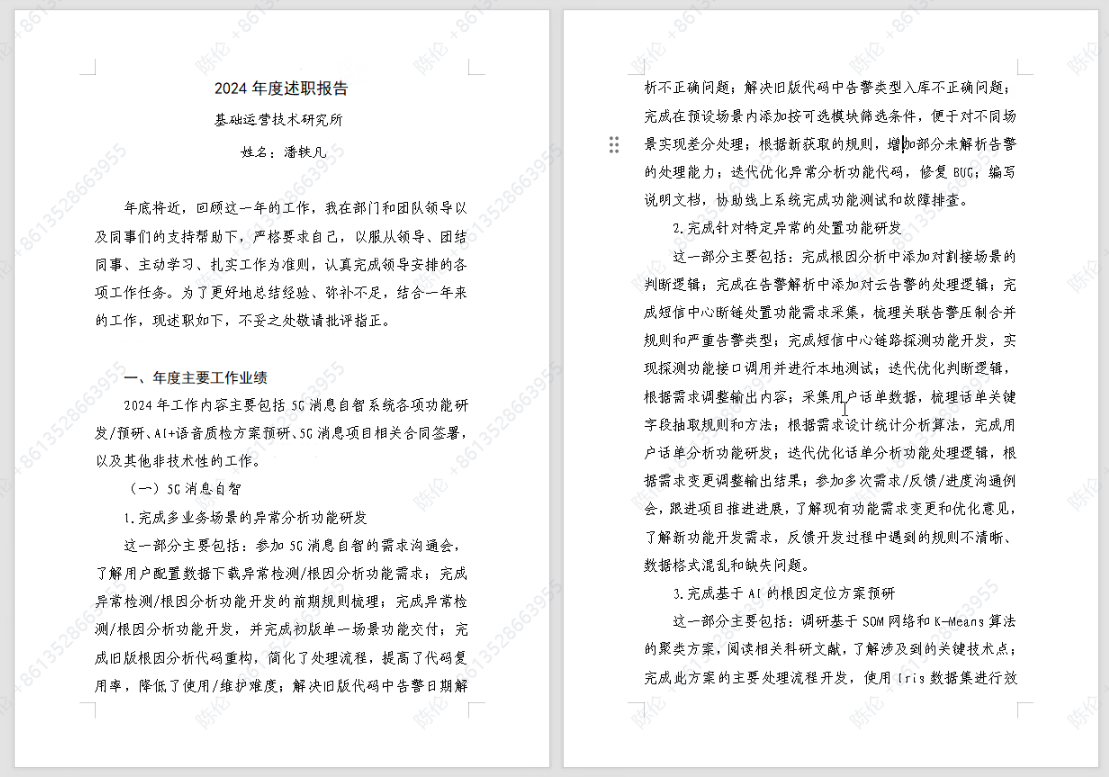 2024 年度述职报告
基础运营技术研究所
姓名：潘轶凡
年底将近，回顾这一年的工作，我在部门和团队领导以
及同事们的支持帮助下，严格要求自己，以服从领导、团结
同事、主动学习、扎实工作为准则，认真完成领导安排的各
项工作任务。为了更好地总结经验、弥补不足，结合一年来
的工作，现述职如下，不妥之处敬请批评指正。
一、年度主要工作业绩
2024 年工作内容主要包括 5G 消息自智系统各项功能研
发/预研、AI+语音质检方案预研、5G 消息项目相关合同签署，
以及其他非技术性的工作。
（一）5G 消息自智
1.完成多业务场景的异常分析功能研发
这一部分主要包括：参加 5G 消息自智的需求沟通会，
了解用户配置数据下载异常检测/根因分析功能需求；完成
异常检测/根因分析功能开发的前期规则梳理；完成异常检
测/根因分析功能开发，并完成初版单一场景功能交付；完
成旧版根因分析代码重构，简化了处理流程，提高了代码复
用率，降低了使用/维护难度；解决旧版代码中告警日期解
析不正确问题；解决旧版代码中告警类型入库不正确问题；
完成在预设场景内添加按可选模块筛选条件，便于对不同场
景实现差分处理；根据新获取的规则，增加部分未解析告警
的处理能力；迭代优化异常分析功能代码，修复 BUG；编写
说明文档，协助线上系统完成功能测试和故障排查。
2.完成针对特定异常的处置功能研发
这一部分主要包括：完成根因分析中添加对割接场景的
判断逻辑；完成在告警解析中添加对云告警的处理逻辑；完
成短信中心断链处置功能需求采集，梳理关联告警压制合并
规则和严重告警类型；完成短信中心链路探测功能开发，实
现探测功能接口调用并进行本地测试；迭代优化判断逻辑，
根据需求调整输出内容；采集用户话单数据，梳理话单关键
字段抽取规则和方法；根据需求设计统计分析算法，完成用
户话单分析功能研发；迭代优化话单分析功能处理逻辑，根
据需求变更调整输出结果；参加多次需求/反馈/进度沟通例
会，跟进项目推进进展，了解现有功能需求变更和优化意见，
了解新功能开发需求，反馈开发过程中遇到的规则不清晰、
数据格式混乱和缺失问题。
3.完成基于 AI 的根因定位方案预研
这一部分主要包括：调研基于 SOM 网络和 K-Means 算法
的聚类方案，阅读相关科研文献，了解涉及到的关键技术点；
完成此方案的主要处理流程开发，使用 Iris 数据集进行效
陈伦 +8613528663955